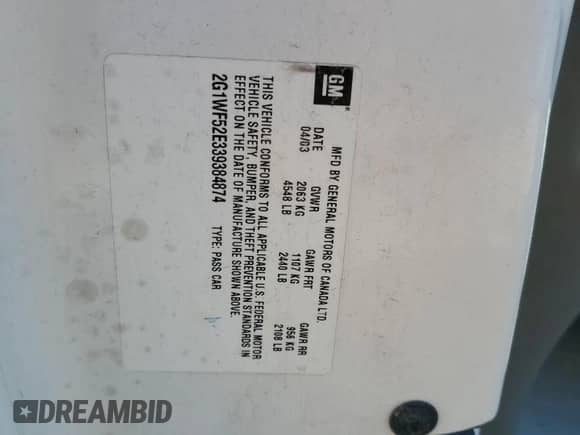 GM
MFD BY GENERAL MOTORS OF CANADA LTD.
DATE GVWR GAWR FRT GAWR RR
04/03 2063 KG 1107 KG 956 KG
4548 LB 2440 LB 2108 LB
THIS VEHICLE CONFORMS TO ALL APPLICABLE U.S. FEDERAL MOTOR
VEHICLE SAFETY, BUMPER, AND THEFT PREVENTION STANDARDS IN
EFFECT ON THE DATE OF MANUFACTURE SHOWN ABOVE.
2G1WF52E339384874 TYPE: PASS CAR
DREAMBID